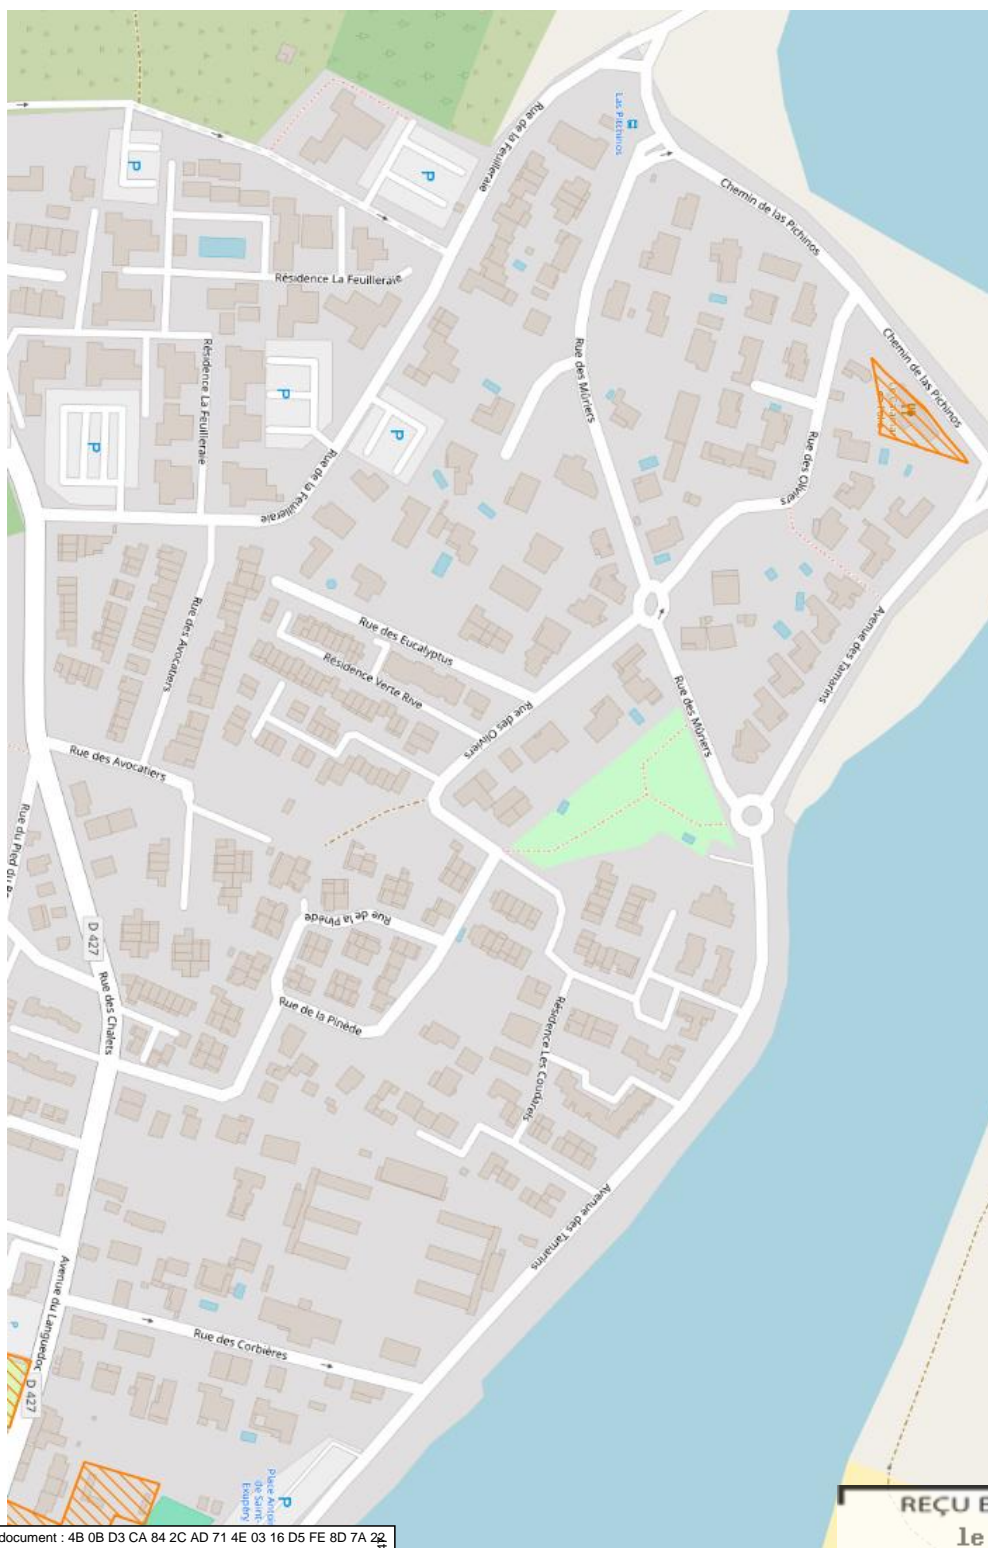 Rue de la Feuilleraie
Las Pitchinos
Chemin de las Pichinos
P
P
Résidence La Feuilleraie
Rue des Mûriers
Chemin de las Pichinos
Résidence La Feuilleraie
P
P
P
Rue des Oliviers
Rue de la Feuilleraie
Rue des Avocatiers
Rue des Eucalyptus
Résidence Verte Rive
Avenue des Tamarins
Rue des Mûriers
Rue des Oliviers
Rue des Avocatiers
Rue du Pied du
D 427
Rue de la Pinède
Rue des Chalets
Rue de la Pinède
Résidence Les Coudarels
Avenue des Tamarins
Avenue du Languedoc
P
Rue des Corbières
D 427
Place Antoine
de Saint-
Exupéry
P
REÇU
le
document : 4B 0B D3 CA 84 2C AD 71 4E 03 16 D5 FE 8D 7A 22